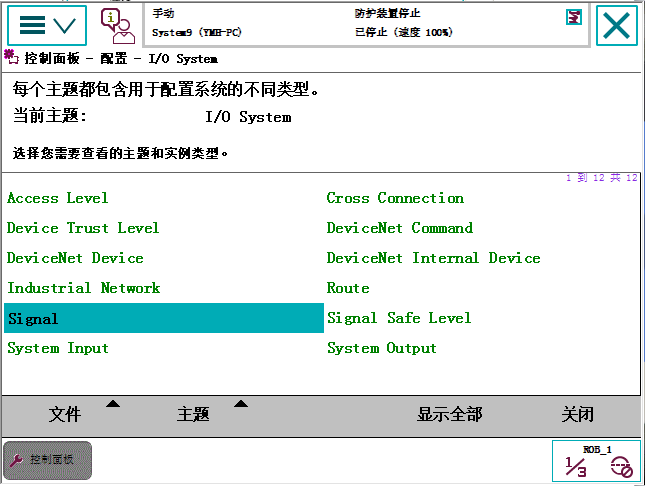 手动 防护装置停止
System9 (YMH-PC) 已停止 (速度 100%)
控制面板 - 配置 - I/O System
每个主题都包含用于配置系统的不同类型。
当前主题: I/O System
选择您需要查看的主题和实例类型。
1 到 12 共 12
Access Level Cross Connection
Device Trust Level DeviceNet Command
DeviceNet Device DeviceNet Internal Device
Industrial Network Route
Signal Signal Safe Level
System Input System Output
文件 主题 显示全部 关闭
控制面板 ROB_1
1/3